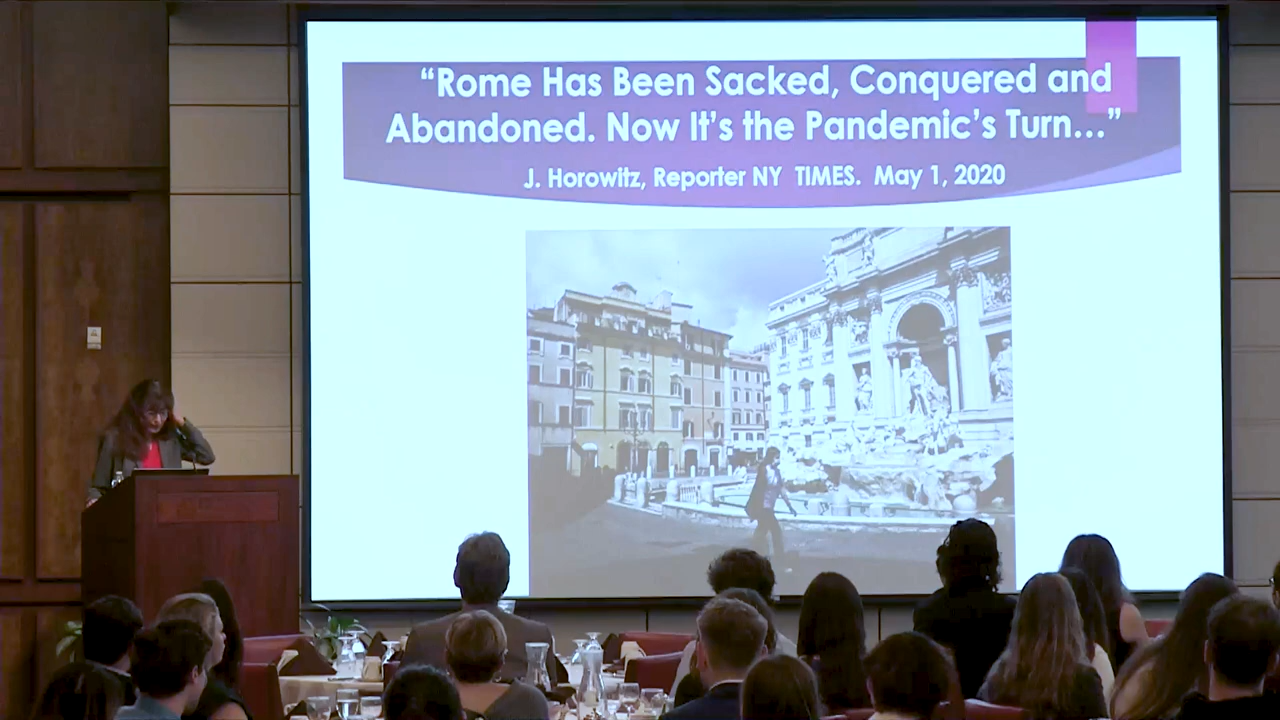 “Rome Has Been Sacked, Conquered and
Abandoned. Now It’s the Pandemic’s Turn...”
J. Horowitz, Reporter NY TIMES. May 1, 2020